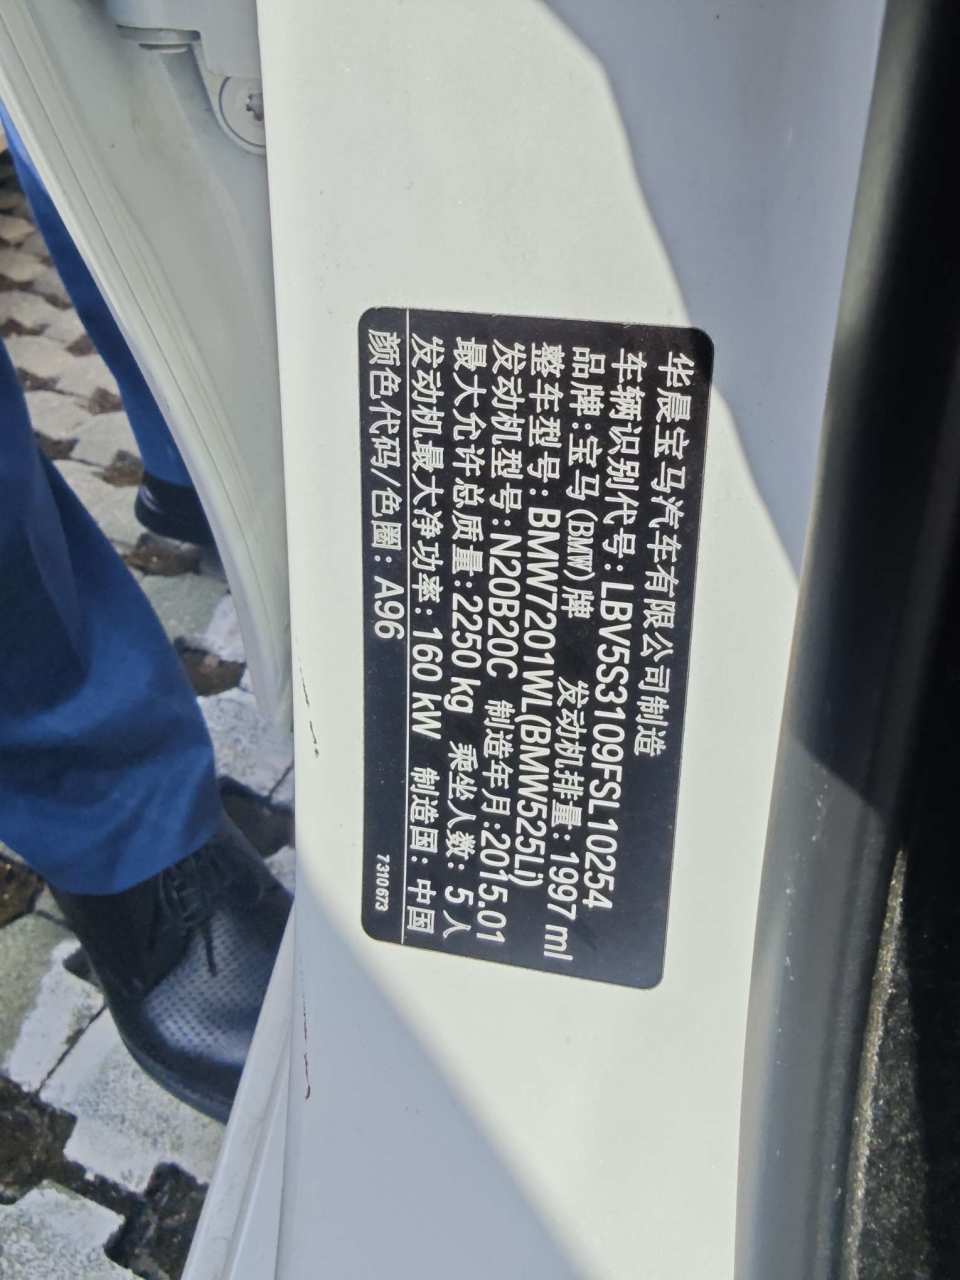 华晨宝马汽车有限公司制造
车辆识别代号: LBV5S3109FSL10254
品牌:宝马(BMW)牌 发动机排量: 1997 ml
整车型号: BMW7201WL(BMW525Li)
发动机型号: N20B20C 制造年月:2015.01
最大允许总质量: 2250 kg 乘坐人数: 5 人
发动机最大净功率: 160 kW 制造国: 中国
颜色代码/色圈: A96 7310673